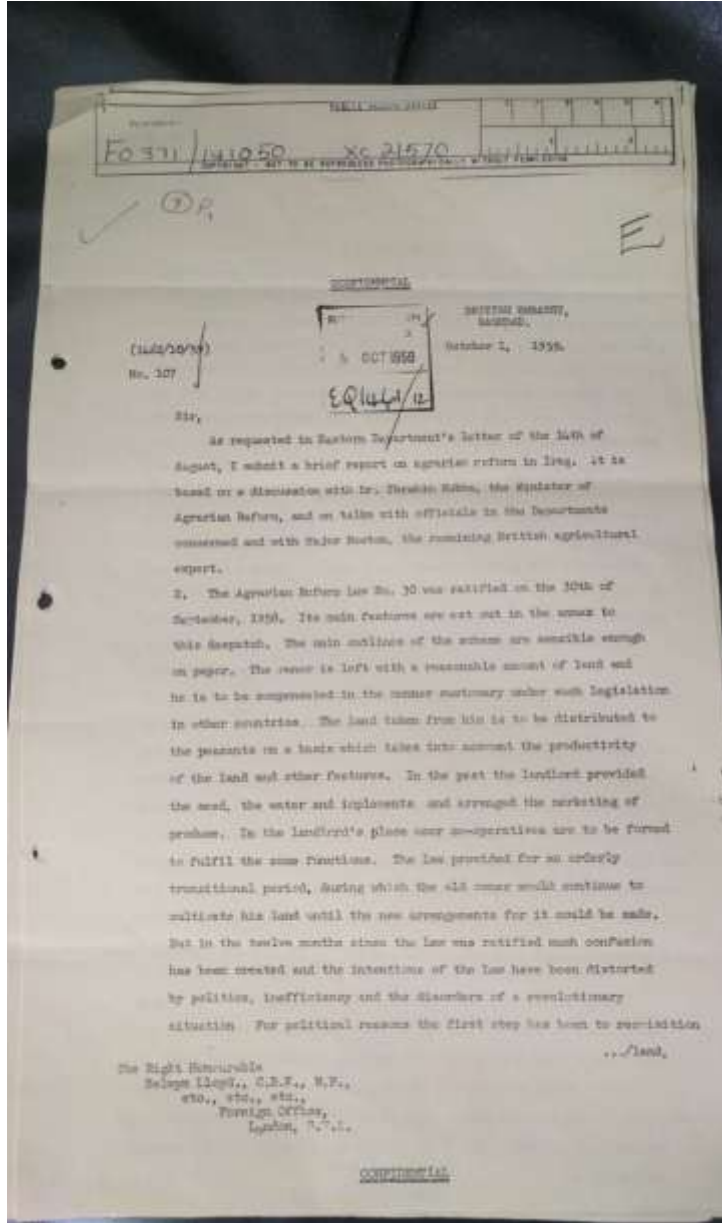 PUBLIC RECORD OFFICE
FO 371 / 141050 XC 21570
COPYRIGHT - NOT TO BE REPRODUCED PHOTOGRAPHICALLY WITHOUT PERMISSION
E
CONFIDENTIAL
BRITISH EMBASSY,
BAGHDAD.
October 1, 1959.
No. 107
5 OCT 1959
EQ1461/12
Sir,
As requested in Eastern Department's letter of the 14th of
August, I submit a brief report on agrarian reform in Iraq. It is
based on a discussion with Dr. Ibrahim Kubba, the Minister of
Agrarian Reform, and on talks with officials in the Departments
concerned and with Major the remaining British agricultural
expert.
2. The Agrarian Reform Law No. 30 was ratified on the 30th of
September, 1958. Its main features are set out in the annex to
this despatch. The main outlines of the scheme are sensible enough
on paper. The owner is left with a reasonable amount of land and
he is to be compensated in the manner customary under such legislation
in other countries. The land taken from him is to be distributed to
the peasants on a basis which takes into account the productivity
of the land and other features. In the past the landlord provided
the seed, the water and implements and arranged the marketing of
produce. In the landlord's place co-operatives are to be formed
to fulfil the same functions. The law provided for an orderly
transitional period, during which the old owner would continue to
cultivate his land until the new arrangements for it could be made.
But in the twelve months since the Law was ratified much confusion
has been created and the intentions of the Law have been distorted
by politics, inefficiency and the disorders of a revolutionary
situation For political reasons the first step has been to requisition
.../land,
The Right Honourable
Selwyn Lloyd., C.B.E., M.P.,
etc., etc., etc.,
Foreign Office,
London, S.W.1.
CONFIDENTIAL